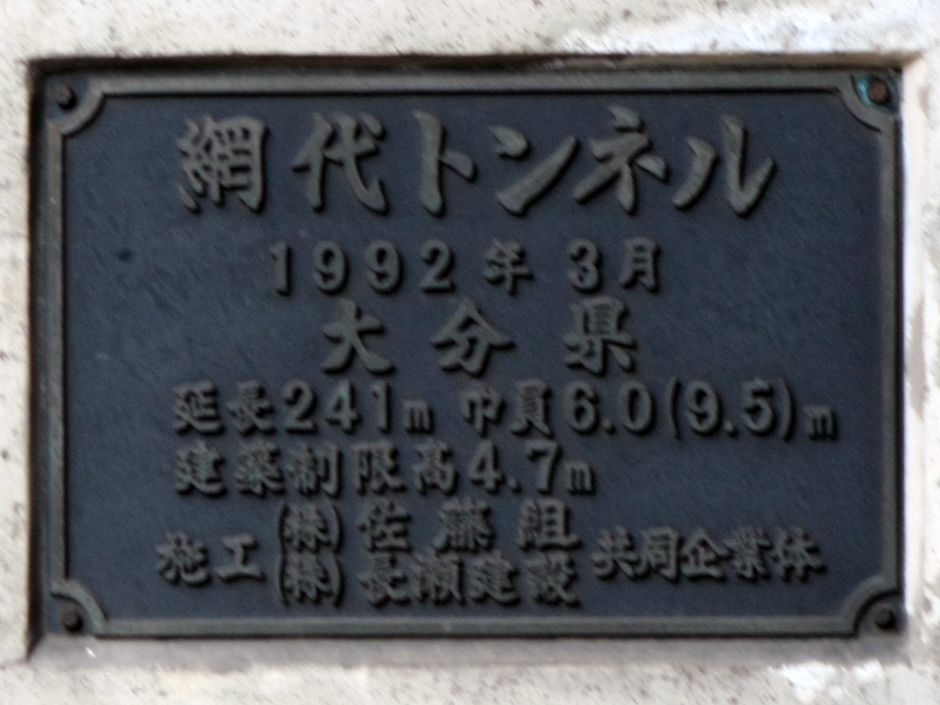 網代トンネル
1992年3月
大分県
延長241m 巾員6.0(9.5)m
建築制限高4.7m
施工 (株)佐藤組 共同企業体
(株)長瀬建設